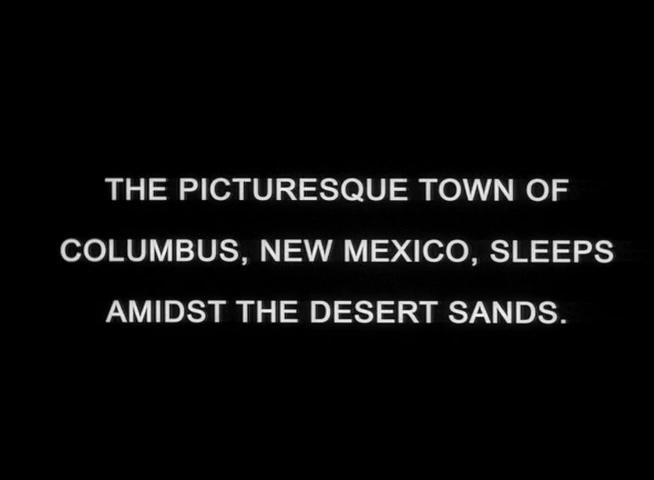 THE PICTURESQUE TOWN OF
COLUMBUS, NEW MEXICO, SLEEPS
AMIDST THE DESERT SANDS.